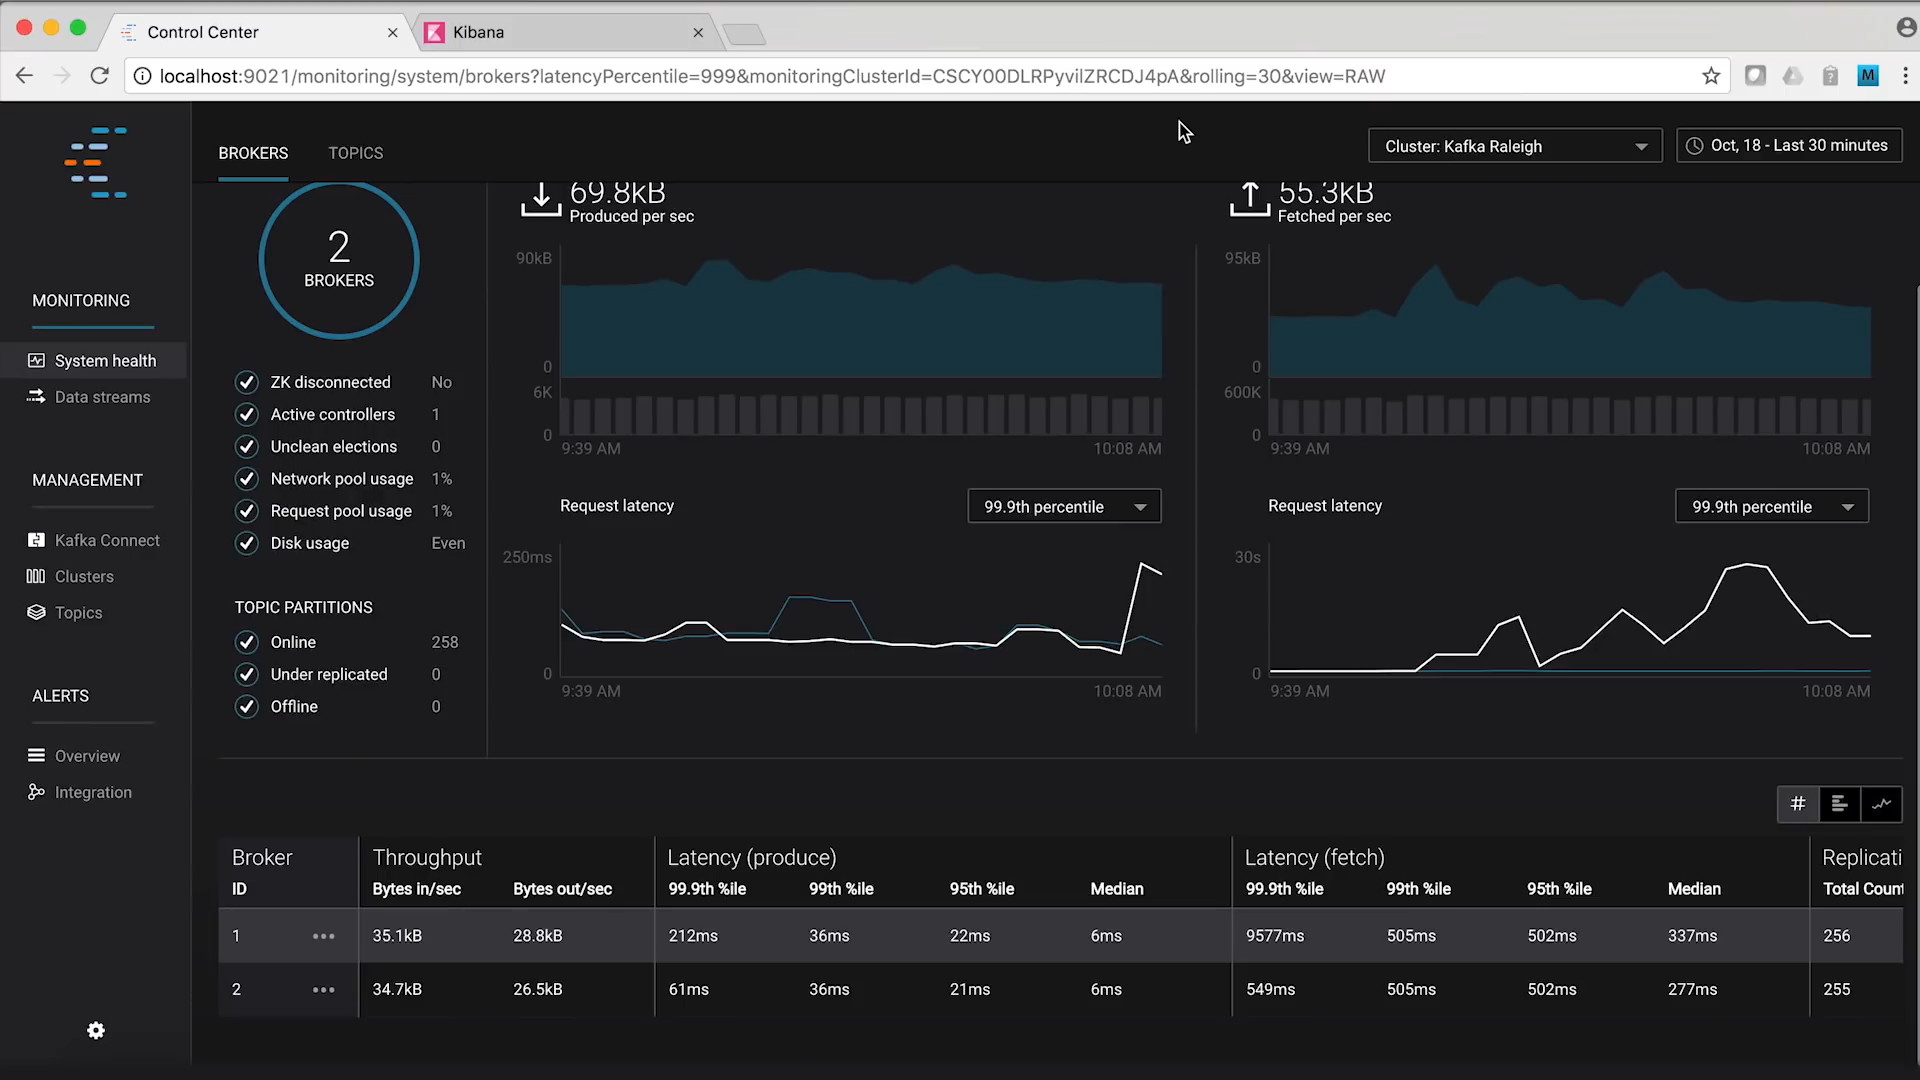 Control Center
Kibana
localhost:9021/monitoring/system/brokers?latencyPercentile=999&monitoringClusterId=CSCY00DLRPyvilZRCDJ4pA&rolling=30&view=RAW
M
BROKERS
TOPICS
Cluster: Kafka Raleigh
Oct, 18 - Last 30 minutes
MONITORING
System health
Data streams
MANAGEMENT
Kafka Connect
Clusters
Topics
ALERTS
Overview
Integration
2
BROKERS
ZK disconnected No
Active controllers 1
Unclean elections 0
Network pool usage 1%
Request pool usage 1%
Disk usage Even
TOPIC PARTITIONS
Online 258
Under replicated 0
Offline 0
69.8kB
Produced per sec
90kB
0
6K
0
9:39 AM 10:08 AM
Request latency
99.9th percentile
250ms
0
9:39 AM 10:08 AM
55.3kB
Fetched per sec
95kB
0
600K
0
9:39 AM 10:08 AM
Request latency
99.9th percentile
30s
0
9:39 AM 10:08 AM
#
Broker Throughput Latency (produce) Latency (fetch) Replicati
ID Bytes in/sec Bytes out/sec 99.9th %ile 99th %ile 95th %ile Median 99.9th %ile 99th %ile 95th %ile Median Total Count
1 ••• 35.1kB 28.8kB 212ms 36ms 22ms 6ms 9577ms 505ms 502ms 337ms 256
2 ••• 34.7kB 26.5kB 61ms 36ms 21ms 6ms 549ms 505ms 502ms 277ms 255